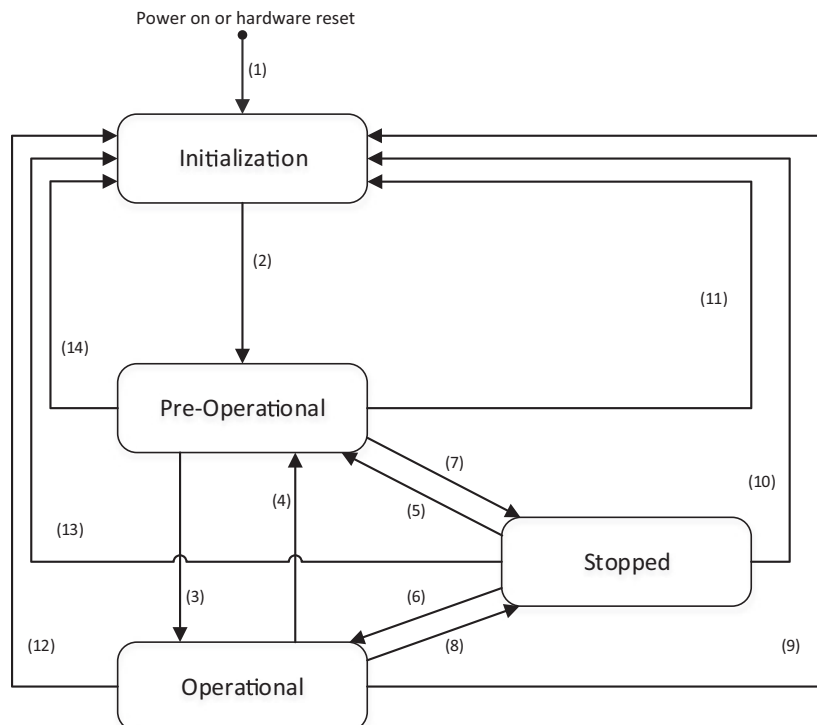 Power on or hardware reset
(1)
Initialization
(2)
(11)
(14)
Pre-Operational
(7)
(4)
(5)
(10)
(13)
Stopped
(3)
(6)
(12)
(8)
(9)
Operational